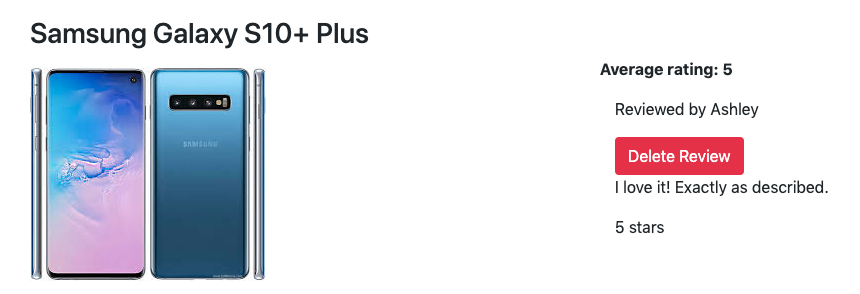 Samsung Galaxy S10+ Plus
Average rating: 5
Reviewed by Ashley
Delete Review
I love it! Exactly as described.
5 stars
SAMSUNG